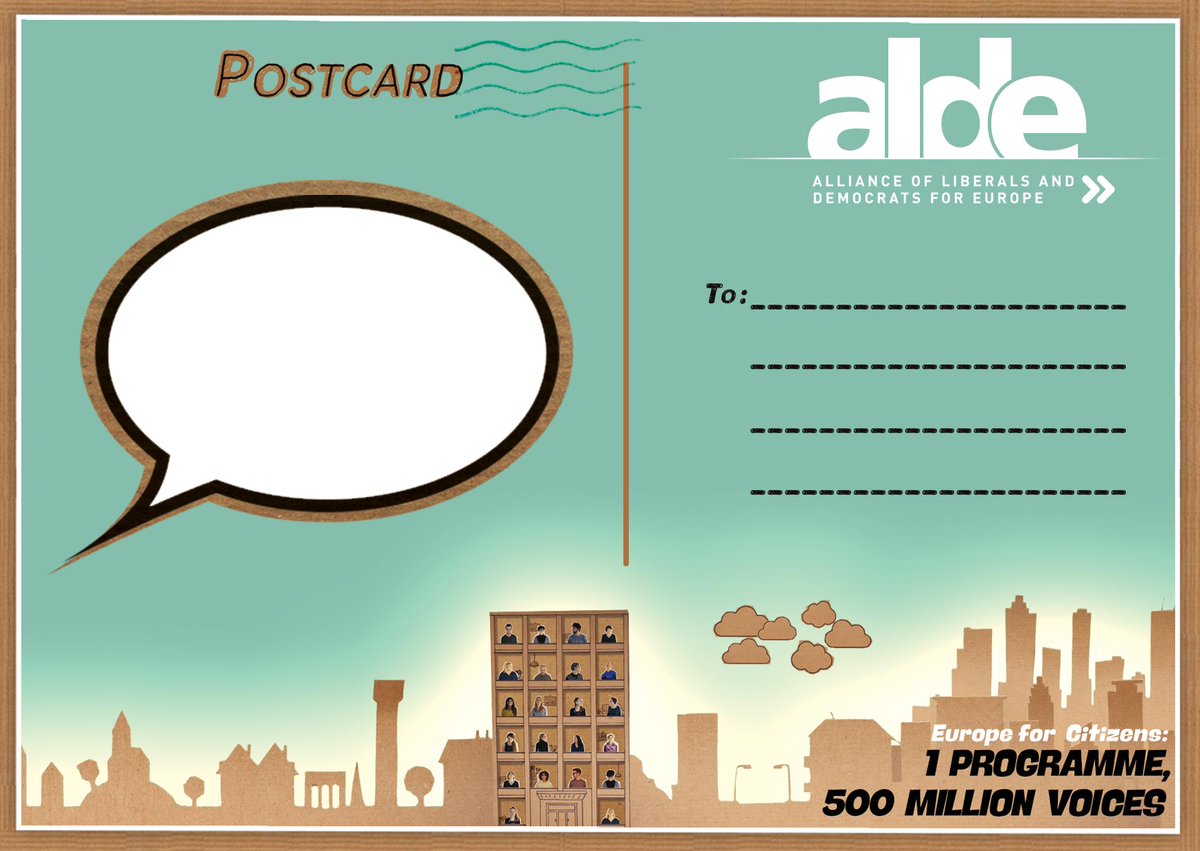 POSTCARD
alde
ALLIANCE OF LIBERALS AND
DEMOCRATS FOR EUROPE
To:
Europe for Citizens:
1 PROGRAMME,
500 MILLION VOICES